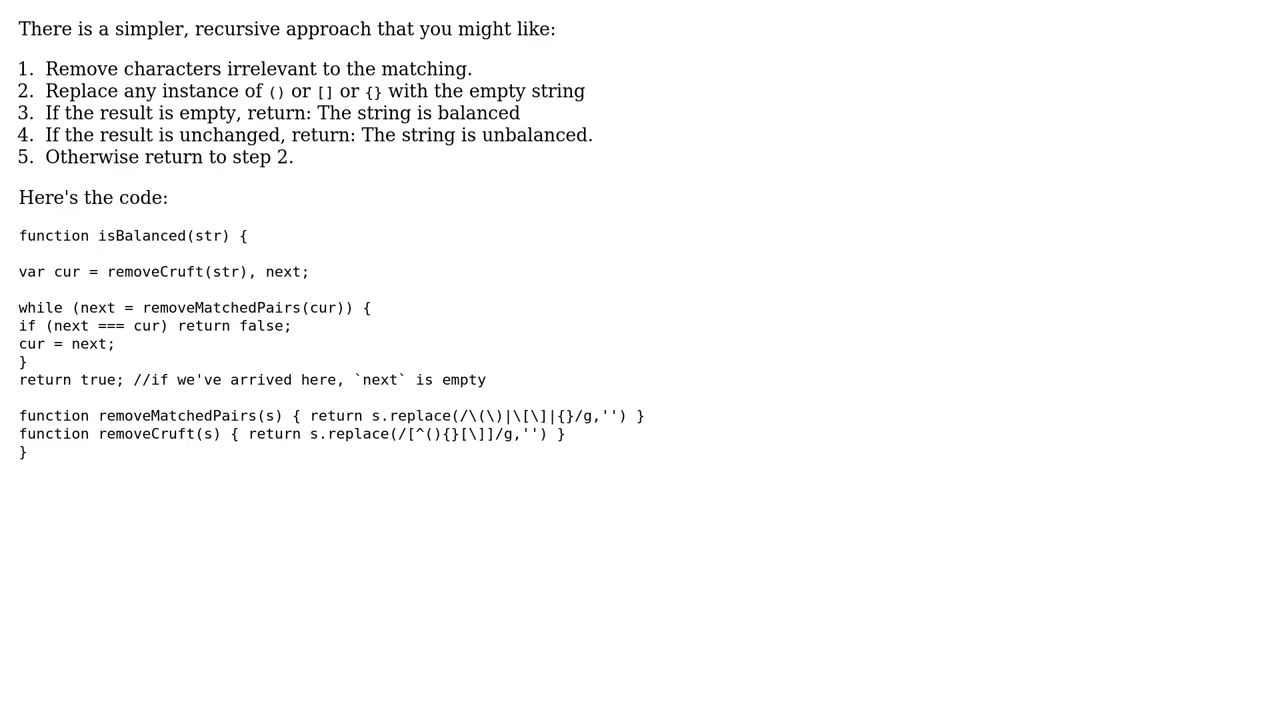 There is a simpler, recursive approach that you might like:
1. Remove characters irrelevant to the matching.
2. Replace any instance of () or [] or {} with the empty string
3. If the result is empty, return: The string is balanced
4. If the result is unchanged, return: The string is unbalanced.
5. Otherwise return to step 2.
Here's the code:
function isBalanced(str) {
var cur = removeCruft(str), next;
while (next = removeMatchedPairs(cur)) {
if (next === cur) return false;
cur = next;
}
return true; //if we've arrived here, `next` is empty
function removeMatchedPairs(s) { return s.replace(/\(\)|\[\]|{}/g,'') }
function removeCruft(s) { return s.replace(/[^(){}[\]]/g,'') }
}